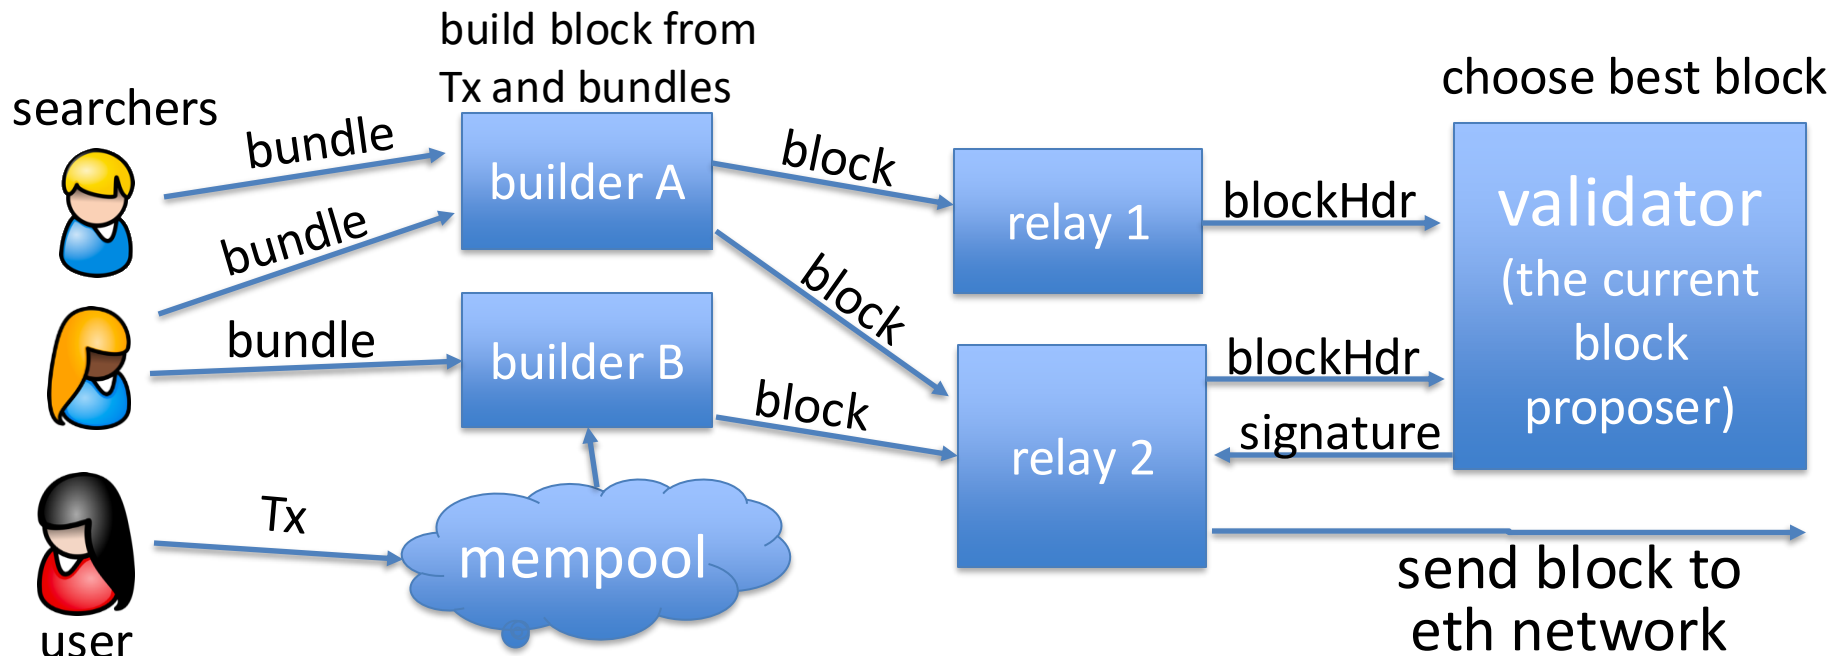 build block from
Tx and bundles
searchers
bundle
bundle
bundle
Tx
user
builder A
builder B
mempool
block
block
block
relay 1
relay 2
blockHdr
blockHdr
signature
choose best block
validator
(the current
block
proposer)
send block to
eth network